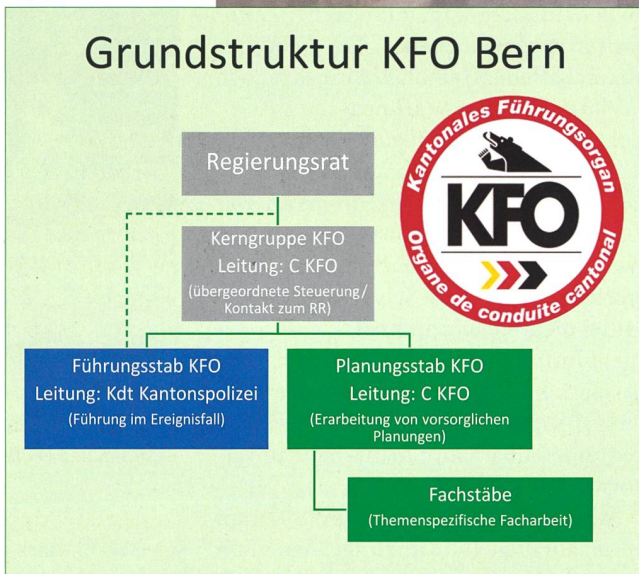 Grundstruktur KFO Bern
Regierungsrat
Kantonales Führungsorgan
KFO
Organe de conduite cantonal
Kerngruppe KFO
Leitung: C KFO
(übergeordnete Steuerung/
Kontakt zum RR)
Führungsstab KFO
Leitung: Kdt Kantonspolizei
(Führung im Ereignisfall)
Planungsstab KFO
Leitung: C KFO
(Erarbeitung von vorsorglichen
Planungen)
Fachstäbe
(Themenspezifische Facharbeit)